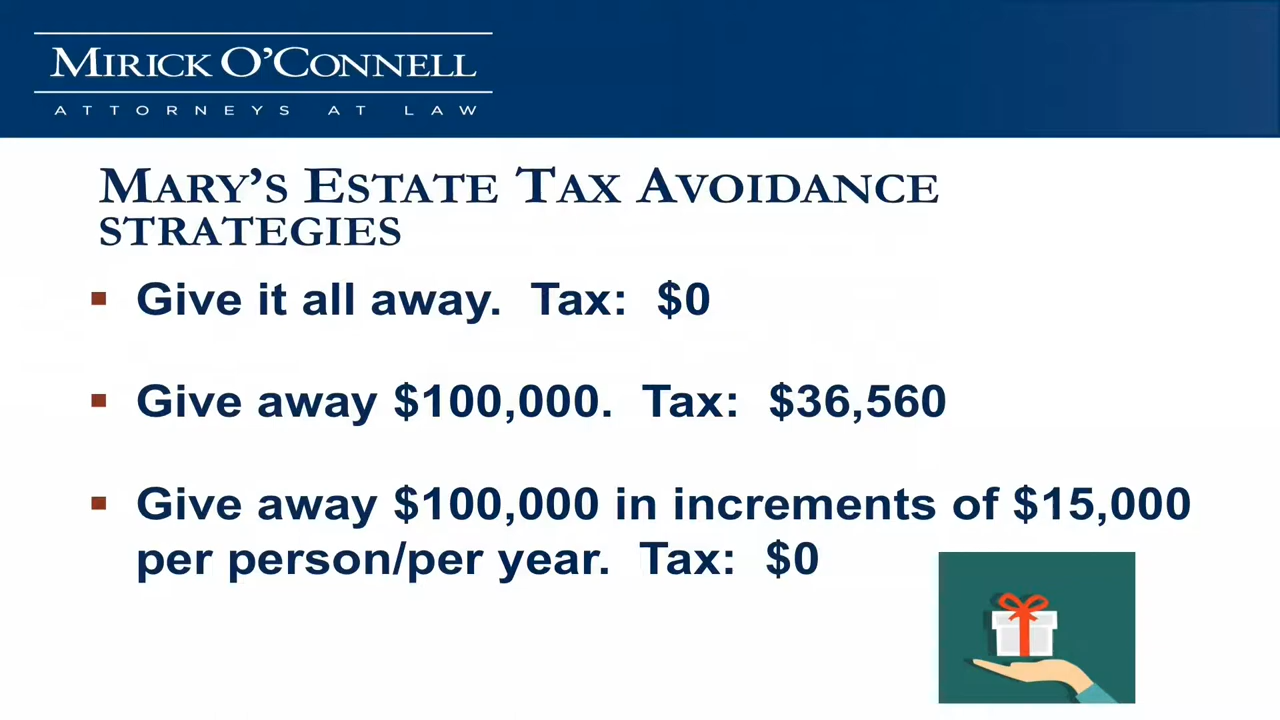 MIRICK O'CONNELL
ATTORNEYS AT LAW
MARY'S ESTATE TAX AVOIDANCE
STRATEGIES
▪ Give it all away. Tax: $0
▪ Give away $100,000. Tax: $36,560
▪ Give away $100,000 in increments of $15,000
per person/per year. Tax: $0